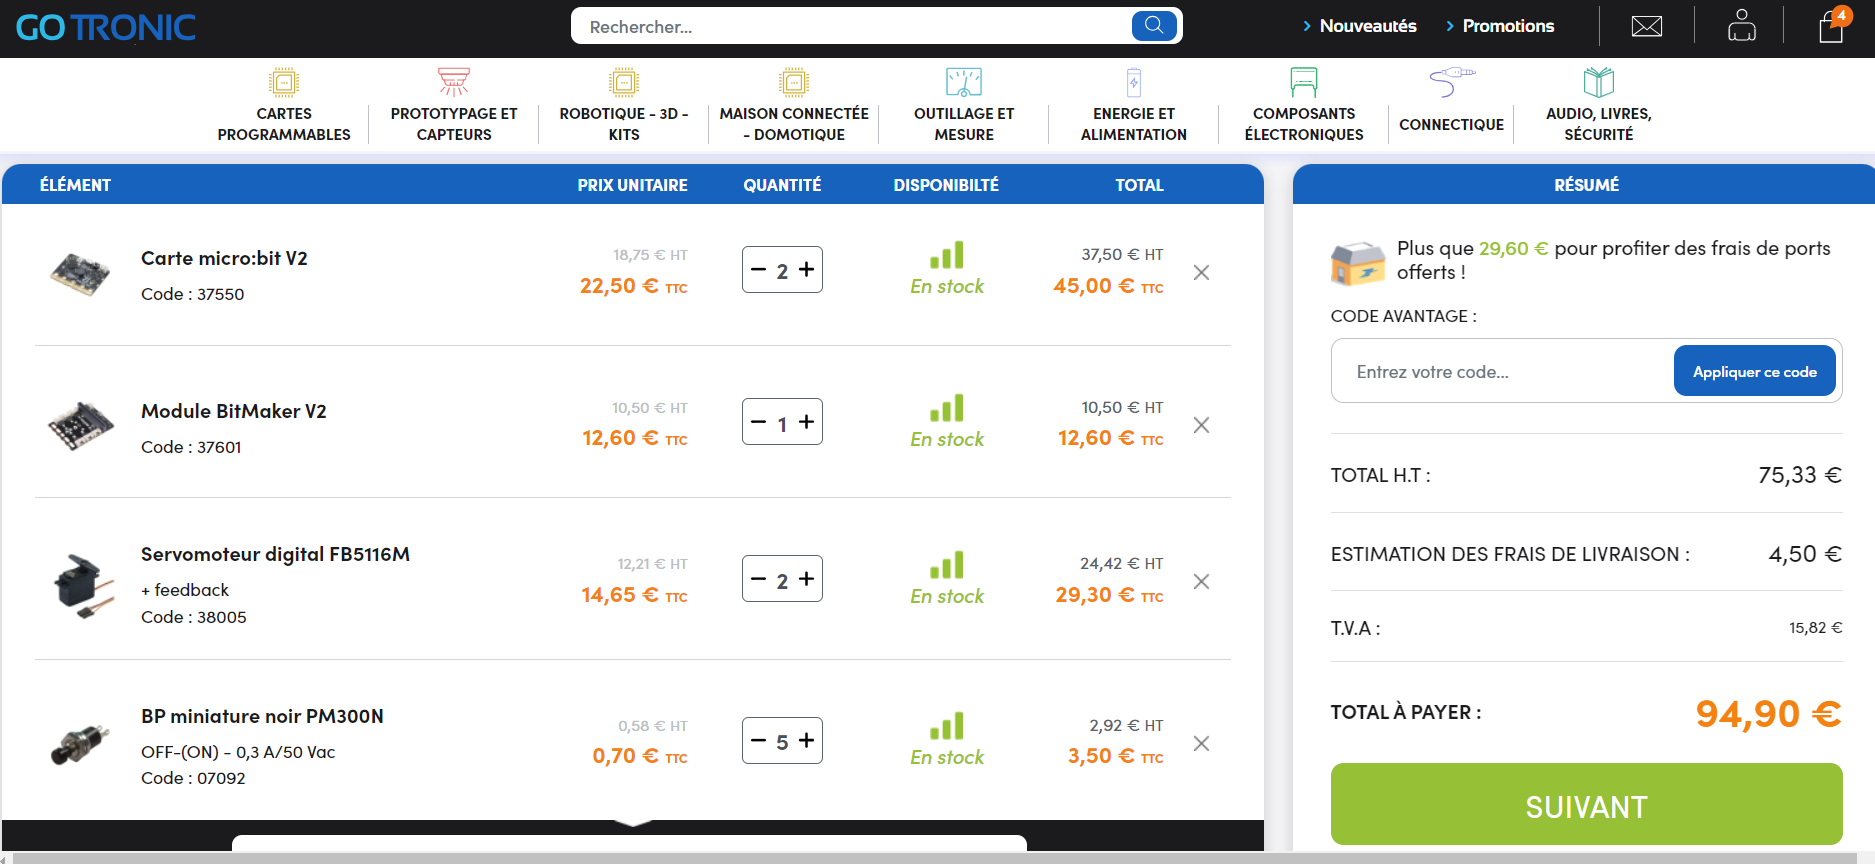 GO TRONIC
Rechercher...
Nouveautés
Promotions
4
CARTES
PROGRAMMABLES
PROTOTYPAGE ET
CAPTEURS
ROBOTIQUE - 3D -
KITS
MAISON CONNECTÉE
- DOMOTIQUE
OUTILLAGE ET
MESURE
ENERGIE ET
ALIMENTATION
COMPOSANTS
ÉLECTRONIQUES
CONNECTIQUE
AUDIO, LIVRES,
SÉCURITÉ
ÉLÉMENT PRIX UNITAIRE QUANTITÉ DISPONIBILTÉ TOTAL
Carte micro:bit V2
Code : 37550
18,75 € HT
22,50 € TTC
− 2 +
En stock
37,50 € HT
45,00 € TTC
Module BitMaker V2
Code : 37601
10,50 € HT
12,60 € TTC
− 1 +
En stock
10,50 € HT
12,60 € TTC
Servomoteur digital FB5116M
+ feedback
Code : 38005
12,21 € HT
14,65 € TTC
− 2 +
En stock
24,42 € HT
29,30 € TTC
BP miniature noir PM300N
OFF-(ON) - 0,3 A/50 Vac
Code : 07092
0,58 € HT
0,70 € TTC
− 5 +
En stock
2,92 € HT
3,50 € TTC
RÉSUMÉ
Plus que 29,60 € pour profiter des frais de ports
offerts !
CODE AVANTAGE :
Entrez votre code...
Appliquer ce code
TOTAL H.T : 75,33 €
ESTIMATION DES FRAIS DE LIVRAISON : 4,50 €
T.V.A : 15,82 €
TOTAL À PAYER : 94,90 €
SUIVANT